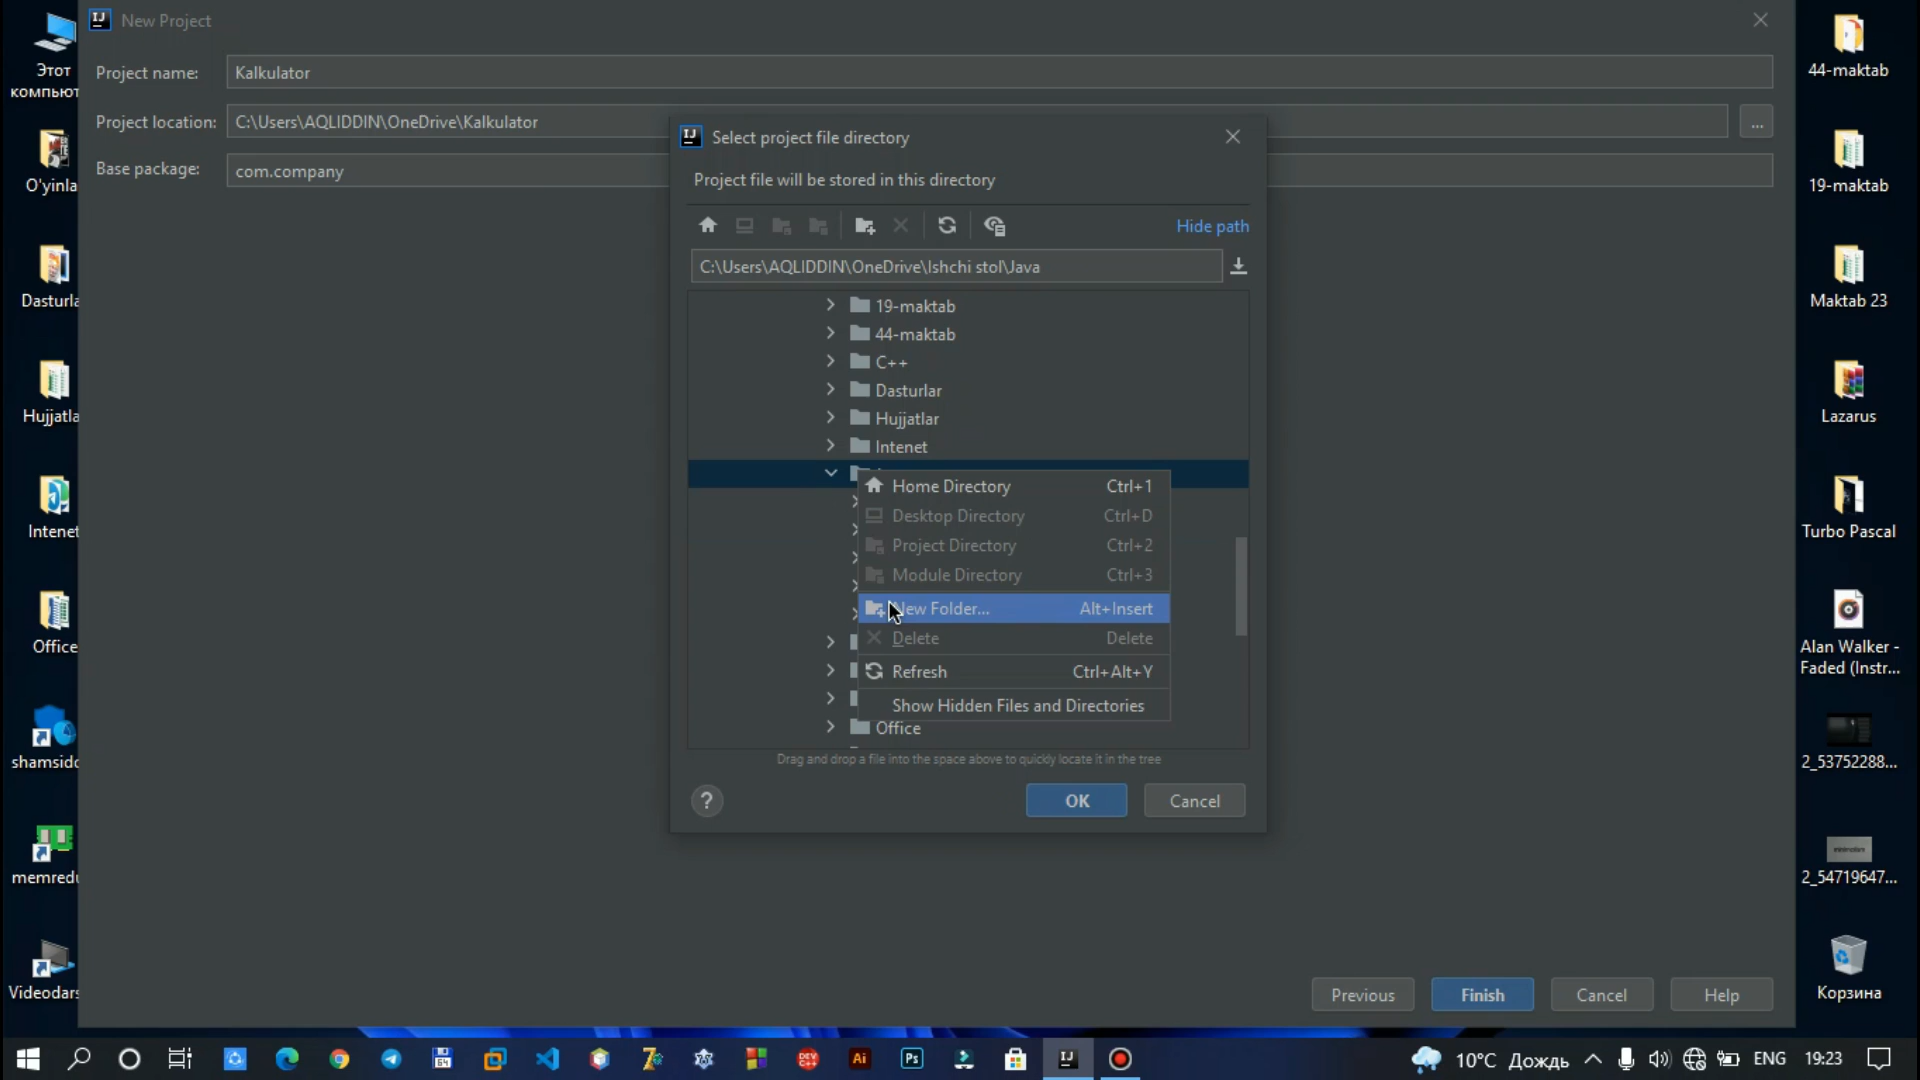 New Project
Project name:
Kalkulator
Project location:
C:\Users\AQLIDDIN\OneDrive\Kalkulator
...
Base package:
com.company
Select project file directory
Project file will be stored in this directory
Hide path
C:\Users\AQLIDDIN\OneDrive\Ishchi stol\Java
19-maktab
44-maktab
C++
Dasturlar
Hujjatlar
Intenet
Home Directory Ctrl+1
Desktop Directory Ctrl+D
Project Directory Ctrl+2
Module Directory Ctrl+3
New Folder... Alt+Insert
Delete Delete
Refresh Ctrl+Alt+Y
Show Hidden Files and Directories
Office
Drag and drop a file into the space above to quickly locate it in the tree
?
OK
Cancel
Previous
Finish
Cancel
Help
Этот
компьют
O'yinla
Dasturla
Hujjatla
Intenet
Office
shamsidd
memredu
Videodars
44-maktab
19-maktab
Maktab 23
Lazarus
Turbo Pascal
Alan Walker -
Faded (Instr...
2_53752288...
2_54719647...
Корзина
10°C Дождь
ENG
19:23